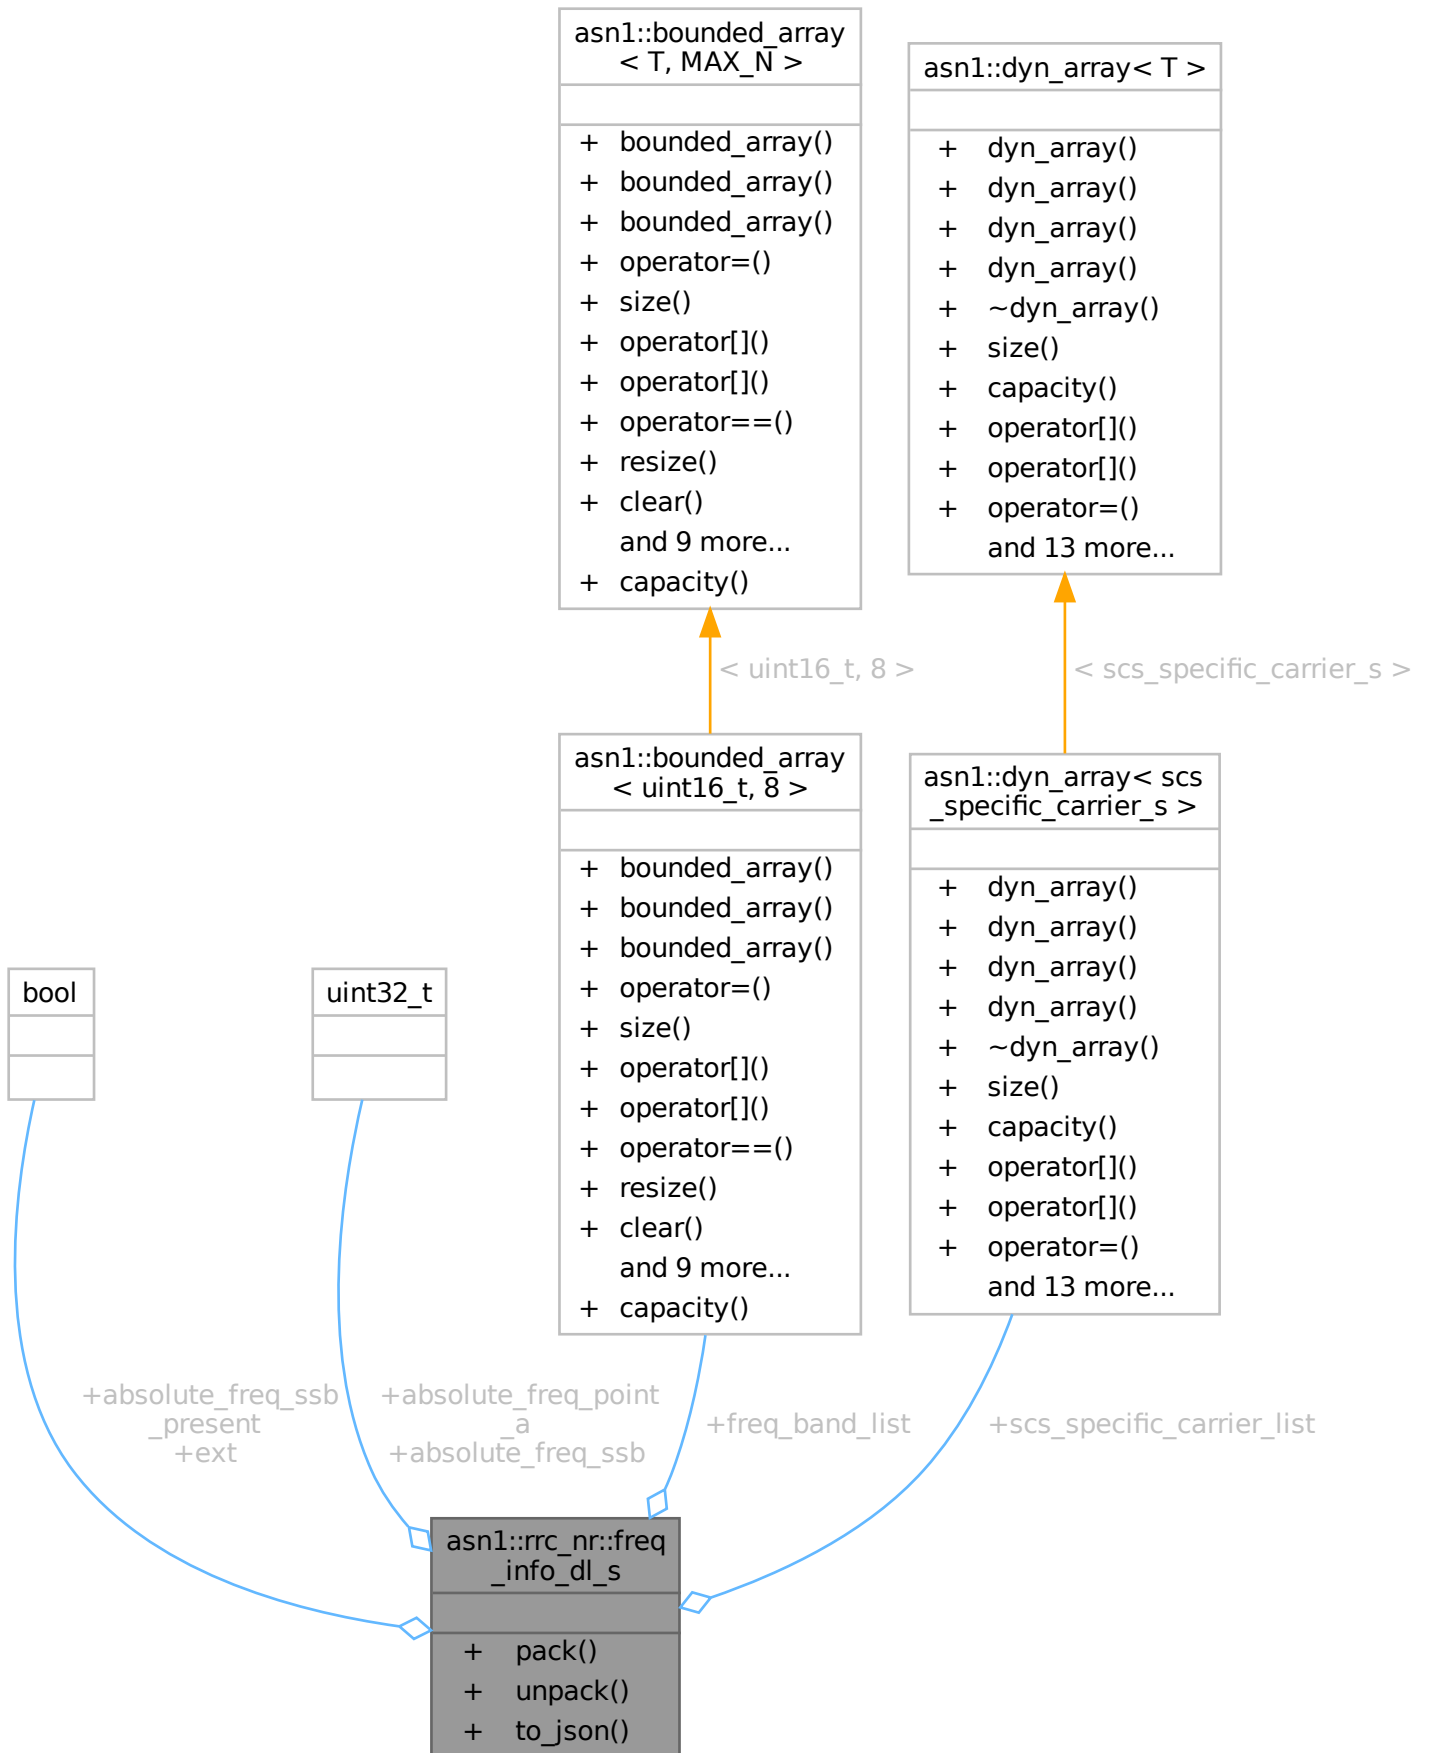 asn1::bounded_array
< T, MAX_N >
+ bounded_array()
+ bounded_array()
+ bounded_array()
+ operator=()
+ size()
+ operator[]()
+ operator[]()
+ operator==()
+ resize()
+ clear()
and 9 more...
+ capacity()
asn1::dyn_array< T >
+ dyn_array()
+ dyn_array()
+ dyn_array()
+ dyn_array()
+ ~dyn_array()
+ size()
+ capacity()
+ operator[]()
+ operator[]()
+ operator=()
and 13 more...
< uint16_t, 8 >
< scs_specific_carrier_s >
asn1::bounded_array
< uint16_t, 8 >
+ bounded_array()
+ bounded_array()
+ bounded_array()
+ operator=()
+ size()
+ operator[]()
+ operator[]()
+ operator==()
+ resize()
+ clear()
and 9 more...
+ capacity()
asn1::dyn_array< scs
_specific_carrier_s >
+ dyn_array()
+ dyn_array()
+ dyn_array()
+ dyn_array()
+ ~dyn_array()
+ size()
+ capacity()
+ operator[]()
+ operator[]()
+ operator=()
and 13 more...
bool
uint32_t
+absolute_freq_ssb
_present
+ext
+absolute_freq_point
_a
+absolute_freq_ssb
+freq_band_list
+scs_specific_carrier_list
asn1::rrc_nr::freq
_info_dl_s
+ pack()
+ unpack()
+ to_json()